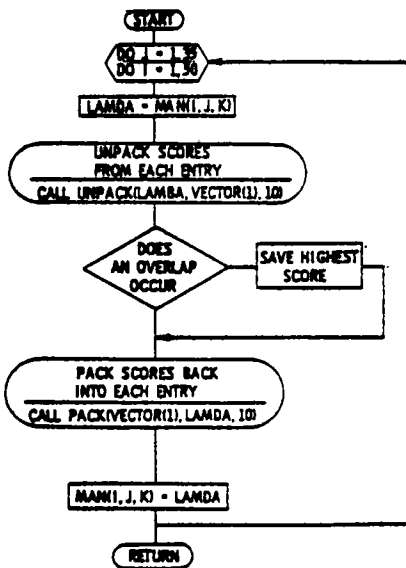 START
DO J = 1,35
DO I = 1,50
LAMDA = MAN(I, J, K)
UNPACK SCORES
FROM EACH ENTRY
CALL UNPACK(LAMBA, VECTOR(1), 10)
DOES
AN OVERLAP
OCCUR
SAVE HIGHEST
SCORE
PACK SCORES BACK
INTO EACH ENTRY
CALL PACK(VECTOR(1), LAMDA, 10)
MAN(I, J, K) = LAMDA
RETURN